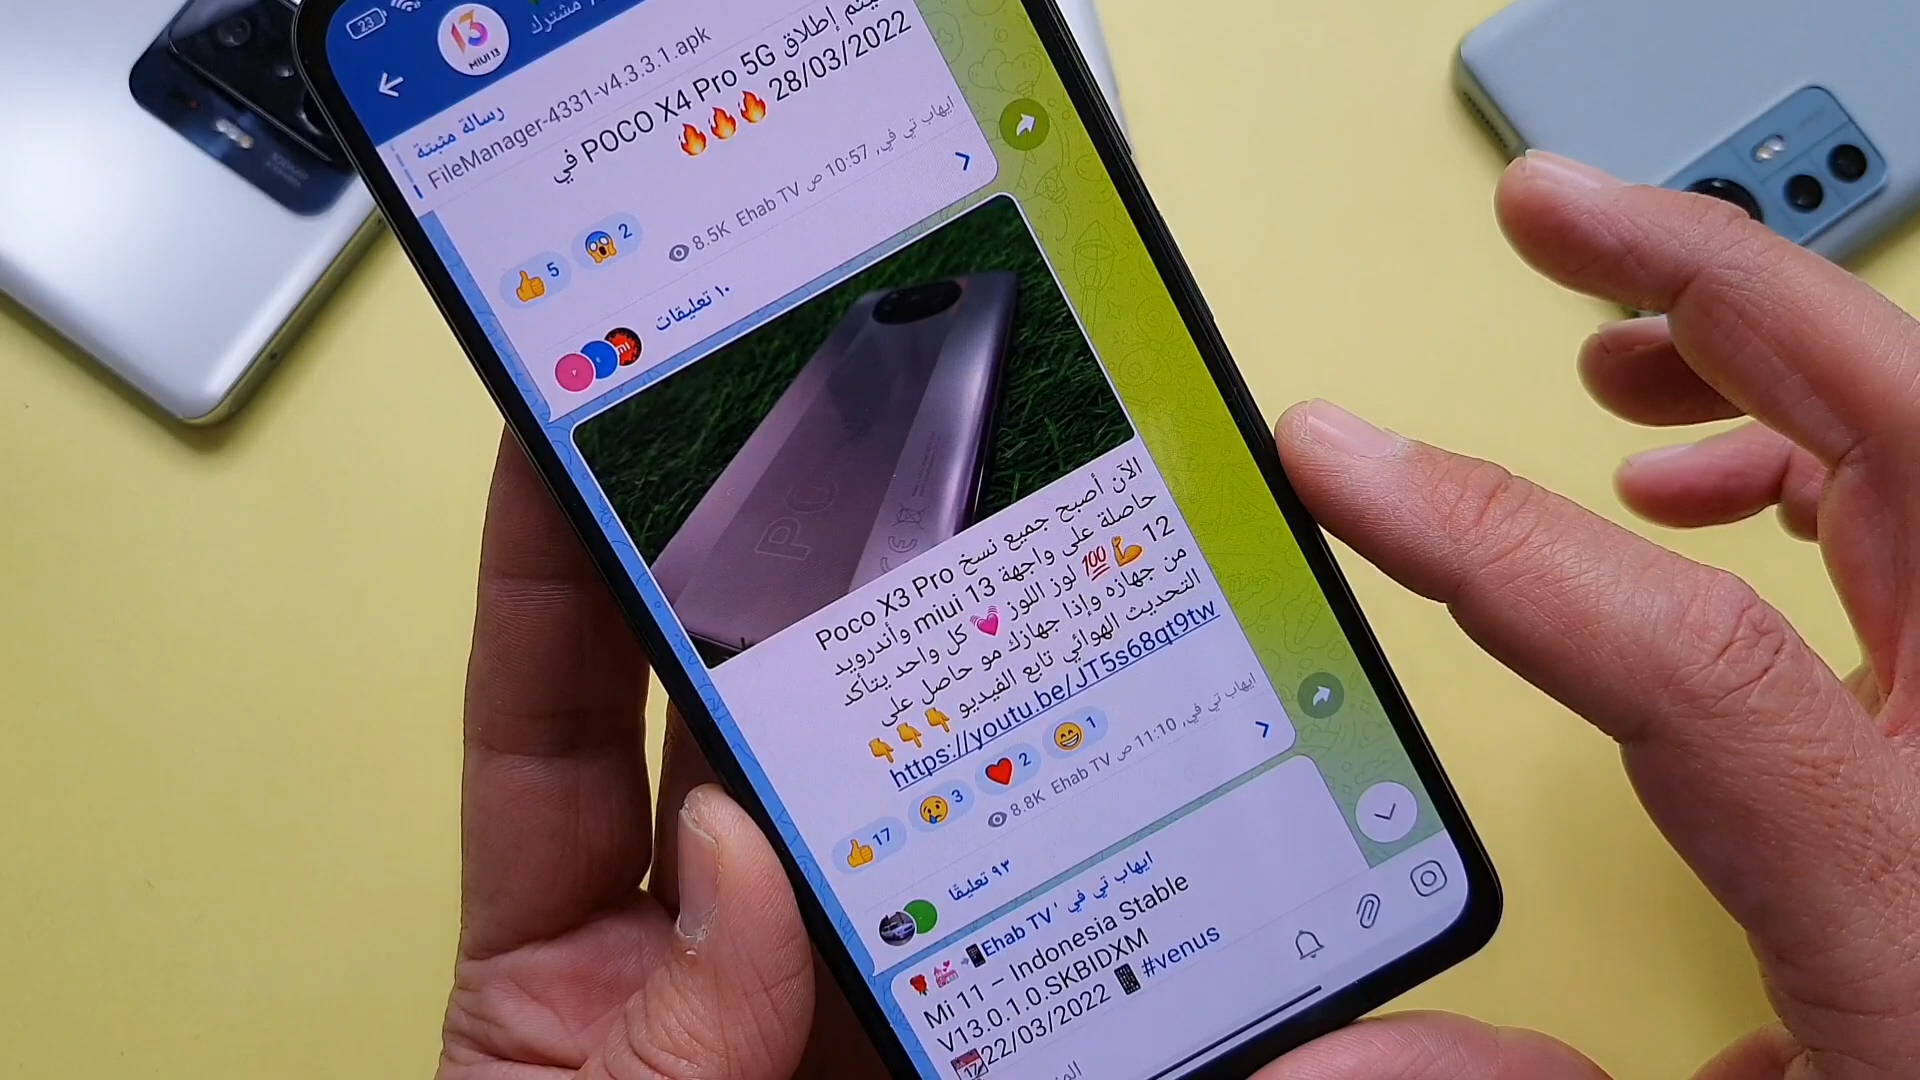 23
MIUI 13
مشترك
رسالة مثبتة
FileManager-4331-v4.3.3.1.apk
إطلاق POCO X4 Pro 5G في
28/03/2022 🔥🔥🔥
ايهاب تي في, Ehab TV ص 10:57
8.5K
👍 5 😱 2
١٠ تعليقات
mi
PO
CE
الآن أصبح جميع نسخ Poco X3 Pro
حاصلة على واجهة miui 13 وأندرويد
12 💪💯 لوز اللوز 💓 كل واحد يتأكد
من جهازه وإذا جهازك مو حاصل على
التحديث الهوائي تابع الفيديو 👇👇👇
https://youtu.be/JT5s68qt9tw
👍 17 😢 3 ❤️ 2 😁 1
8.8K
ايهاب تي في, Ehab TV ص 11:10
٩٣ تعليقًا
🌹💒📲Ehab TV ' ايهاب تي في
Mi 11 – Indonesia Stable
V13.0.1.0.SKBIDXM
📅22/03/2022 📱 #venus